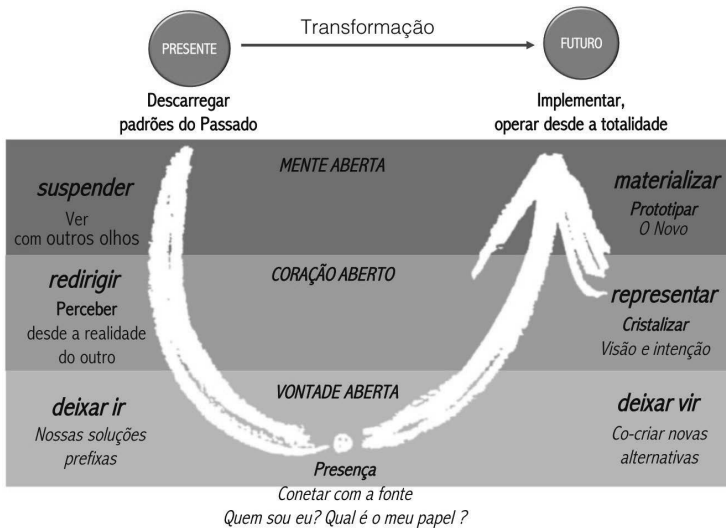 Transformação
PRESENTE
FUTURO
Descarregar
padrões do Passado
Implementar,
operar desde a totalidade
MENTE ABERTA
suspender
Ver
com outros olhos
materializar
Prototipar
O Novo
CORAÇÃO ABERTO
redirigir
Perceber
desde a realidade
do outro
representar
Cristalizar
Visão e intenção
VONTADE ABERTA
deixar ir
Nossas soluções
prefixas
deixar vir
Co-criar novas
alternativas
Presença
Conetar com a fonte
Quem sou eu? Qual é o meu papel ?